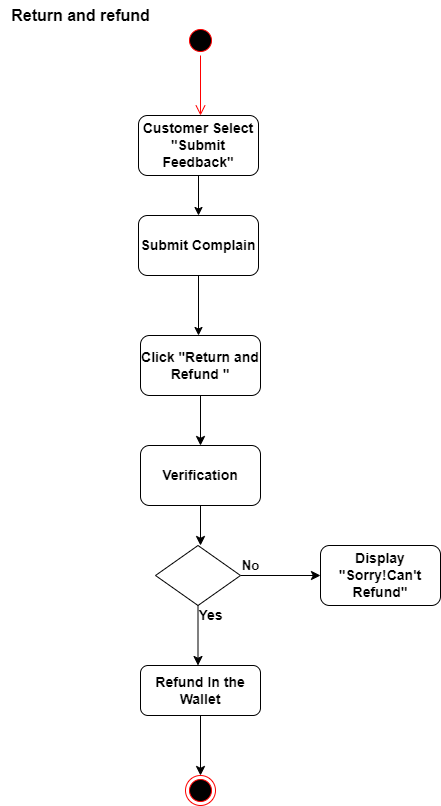 Return and refund
Customer Select
"Submit
Feedback"
Submit Complain
Click "Return and
Refund "
Verification
No
Display
"Sorry!Can't
Refund"
Yes
Refund In the
Wallet